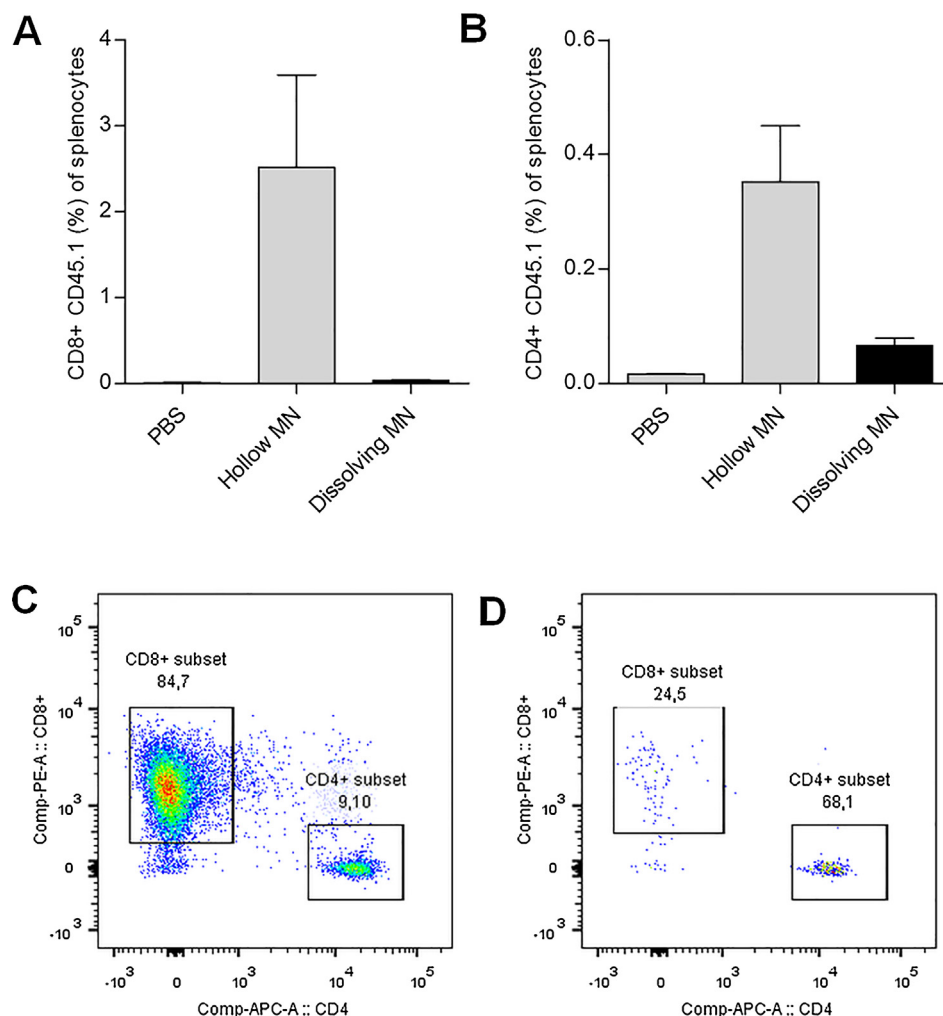 A
CD8+ CD45.1 (%) of splenocytes
4
3
2
1
0
PBS
Hollow MN
Dissolving MN
B
CD4+ CD45.1 (%) of splenocytes
0.6
0.4
0.2
0.0
PBS
Hollow MN
Dissolving MN
C
Comp-PE-A :: CD8+
10^5
10^4
10^3
0
-10^3
CD8+ subset
84,7
CD4+ subset
9,10
-10^3 0 10^3 10^4 10^5
Comp-APC-A :: CD4
D
Comp-PE-A :: CD8+
10^5
10^4
10^3
0
-10^3
CD8+ subset
24,5
CD4+ subset
68,1
-10^3 0 10^3 10^4 10^5
Comp-APC-A :: CD4